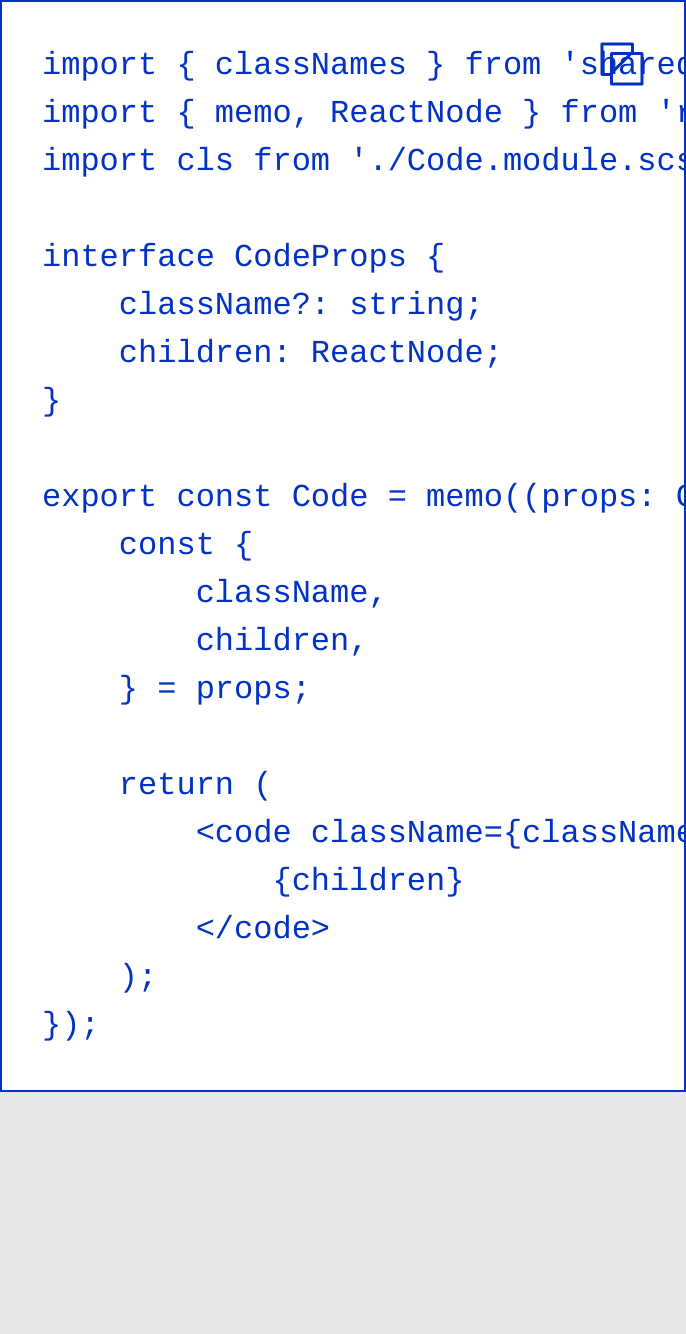 import { classNames } from 'shared
import { memo, ReactNode } from '
import cls from './Code.module.scs

interface CodeProps {
    className?: string;
    children: ReactNode;
}

export const Code = memo((props:
    const {
        className,
        children,
    } = props;

    return (
        <code className={className
            {children}
        </code>
    );
});